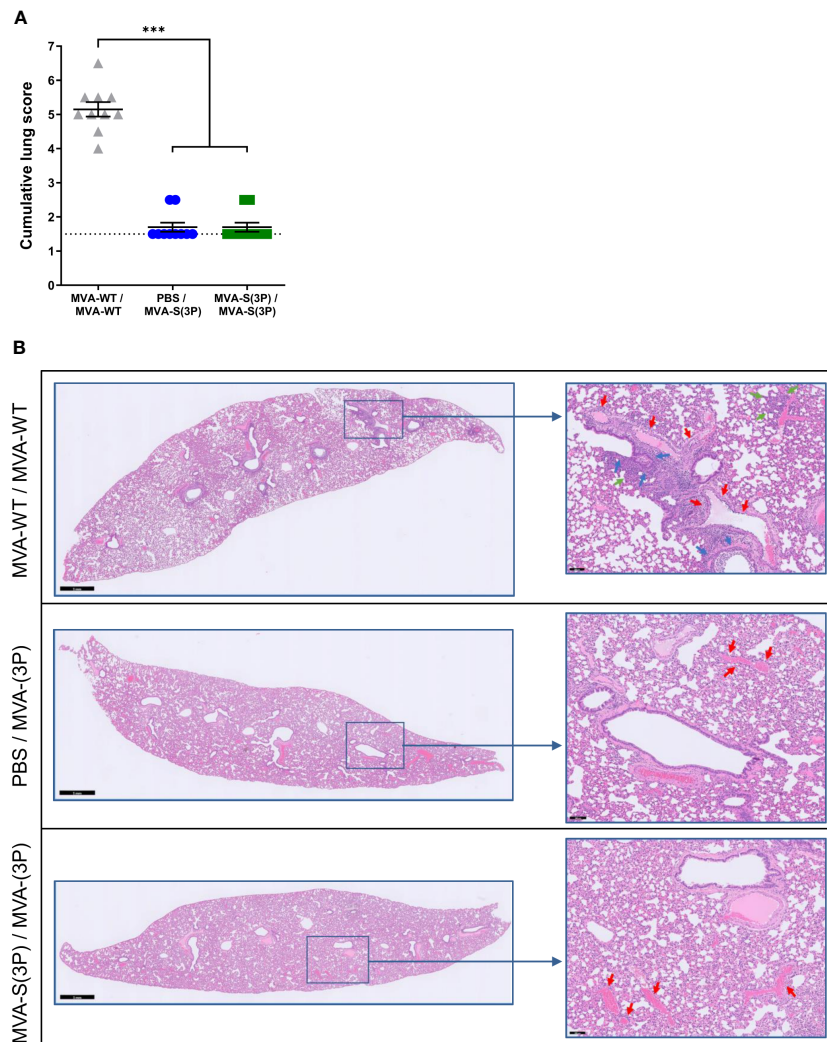 A
***
Cumulative lung score
7
6
5
4
3
2
1
0
MVA-WT /
MVA-WT
PBS /
MVA-S(3P)
MVA-S(3P) /
MVA-S(3P)
B
MVA-WT / MVA-WT
PBS / MVA-(3P)
MVA-S(3P) / MVA-(3P)